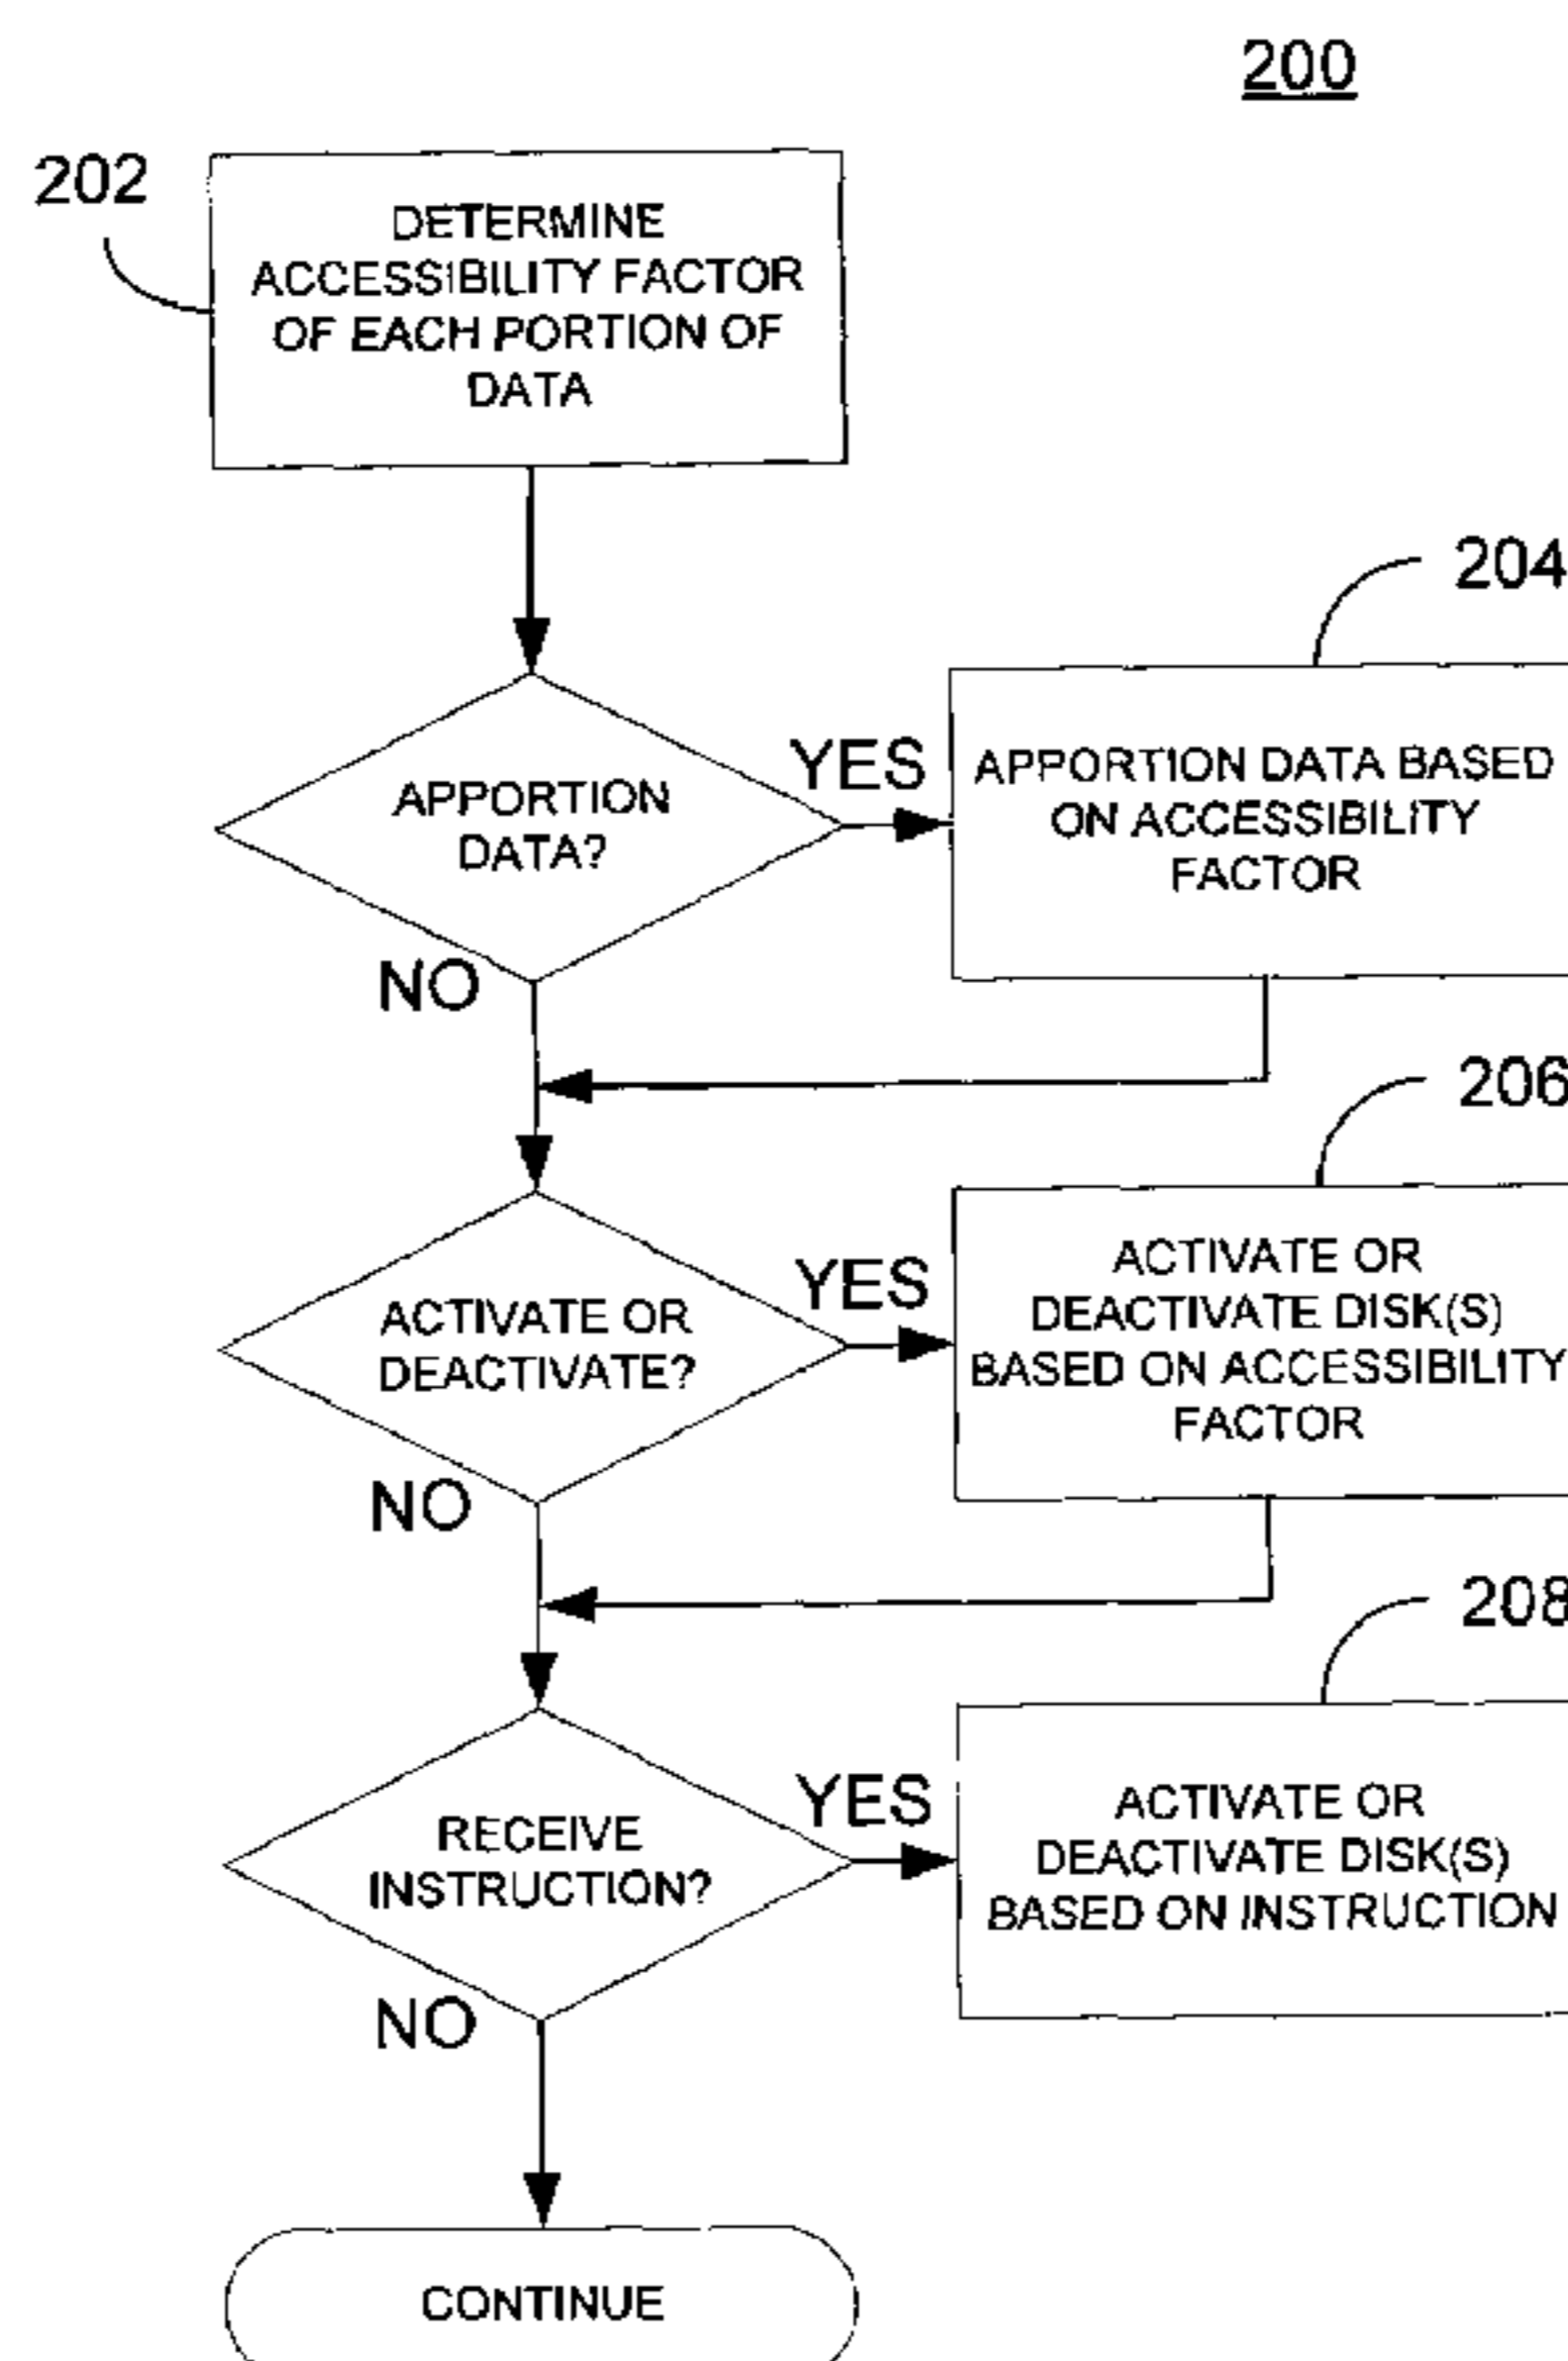 200
202
DETERMINE
ACCESSIBILITY FACTOR
OF EACH PORTION OF
DATA
204
APPORTION
DATA?
YES
APPORTION DATA BASED
ON ACCESSIBILITY
FACTOR
NO
206
ACTIVATE OR
DEACTIVATE?
YES
ACTIVATE OR
DEACTIVATE DISK(S)
BASED ON ACCESSIBILITY
FACTOR
NO
208
RECEIVE
INSTRUCTION?
YES
ACTIVATE OR
DEACTIVATE DISK(S)
BASED ON INSTRUCTION
NO
CONTINUE